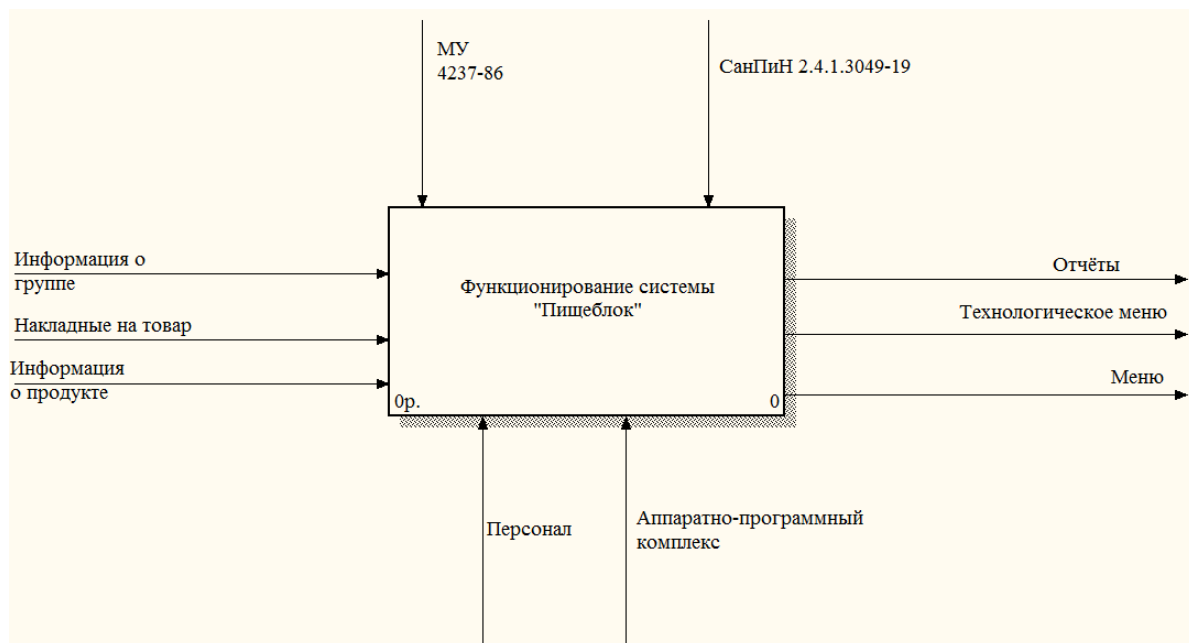 МУ
4237-86
СанПиН 2.4.1.3049-19
Информация о
группе
Накладные на товар
Информация
о продукте
Функционирование системы
"Пищеблок"
0р.
0
Отчёты
Технологическое меню
Меню
Персонал
Аппаратно-программный
комплекс